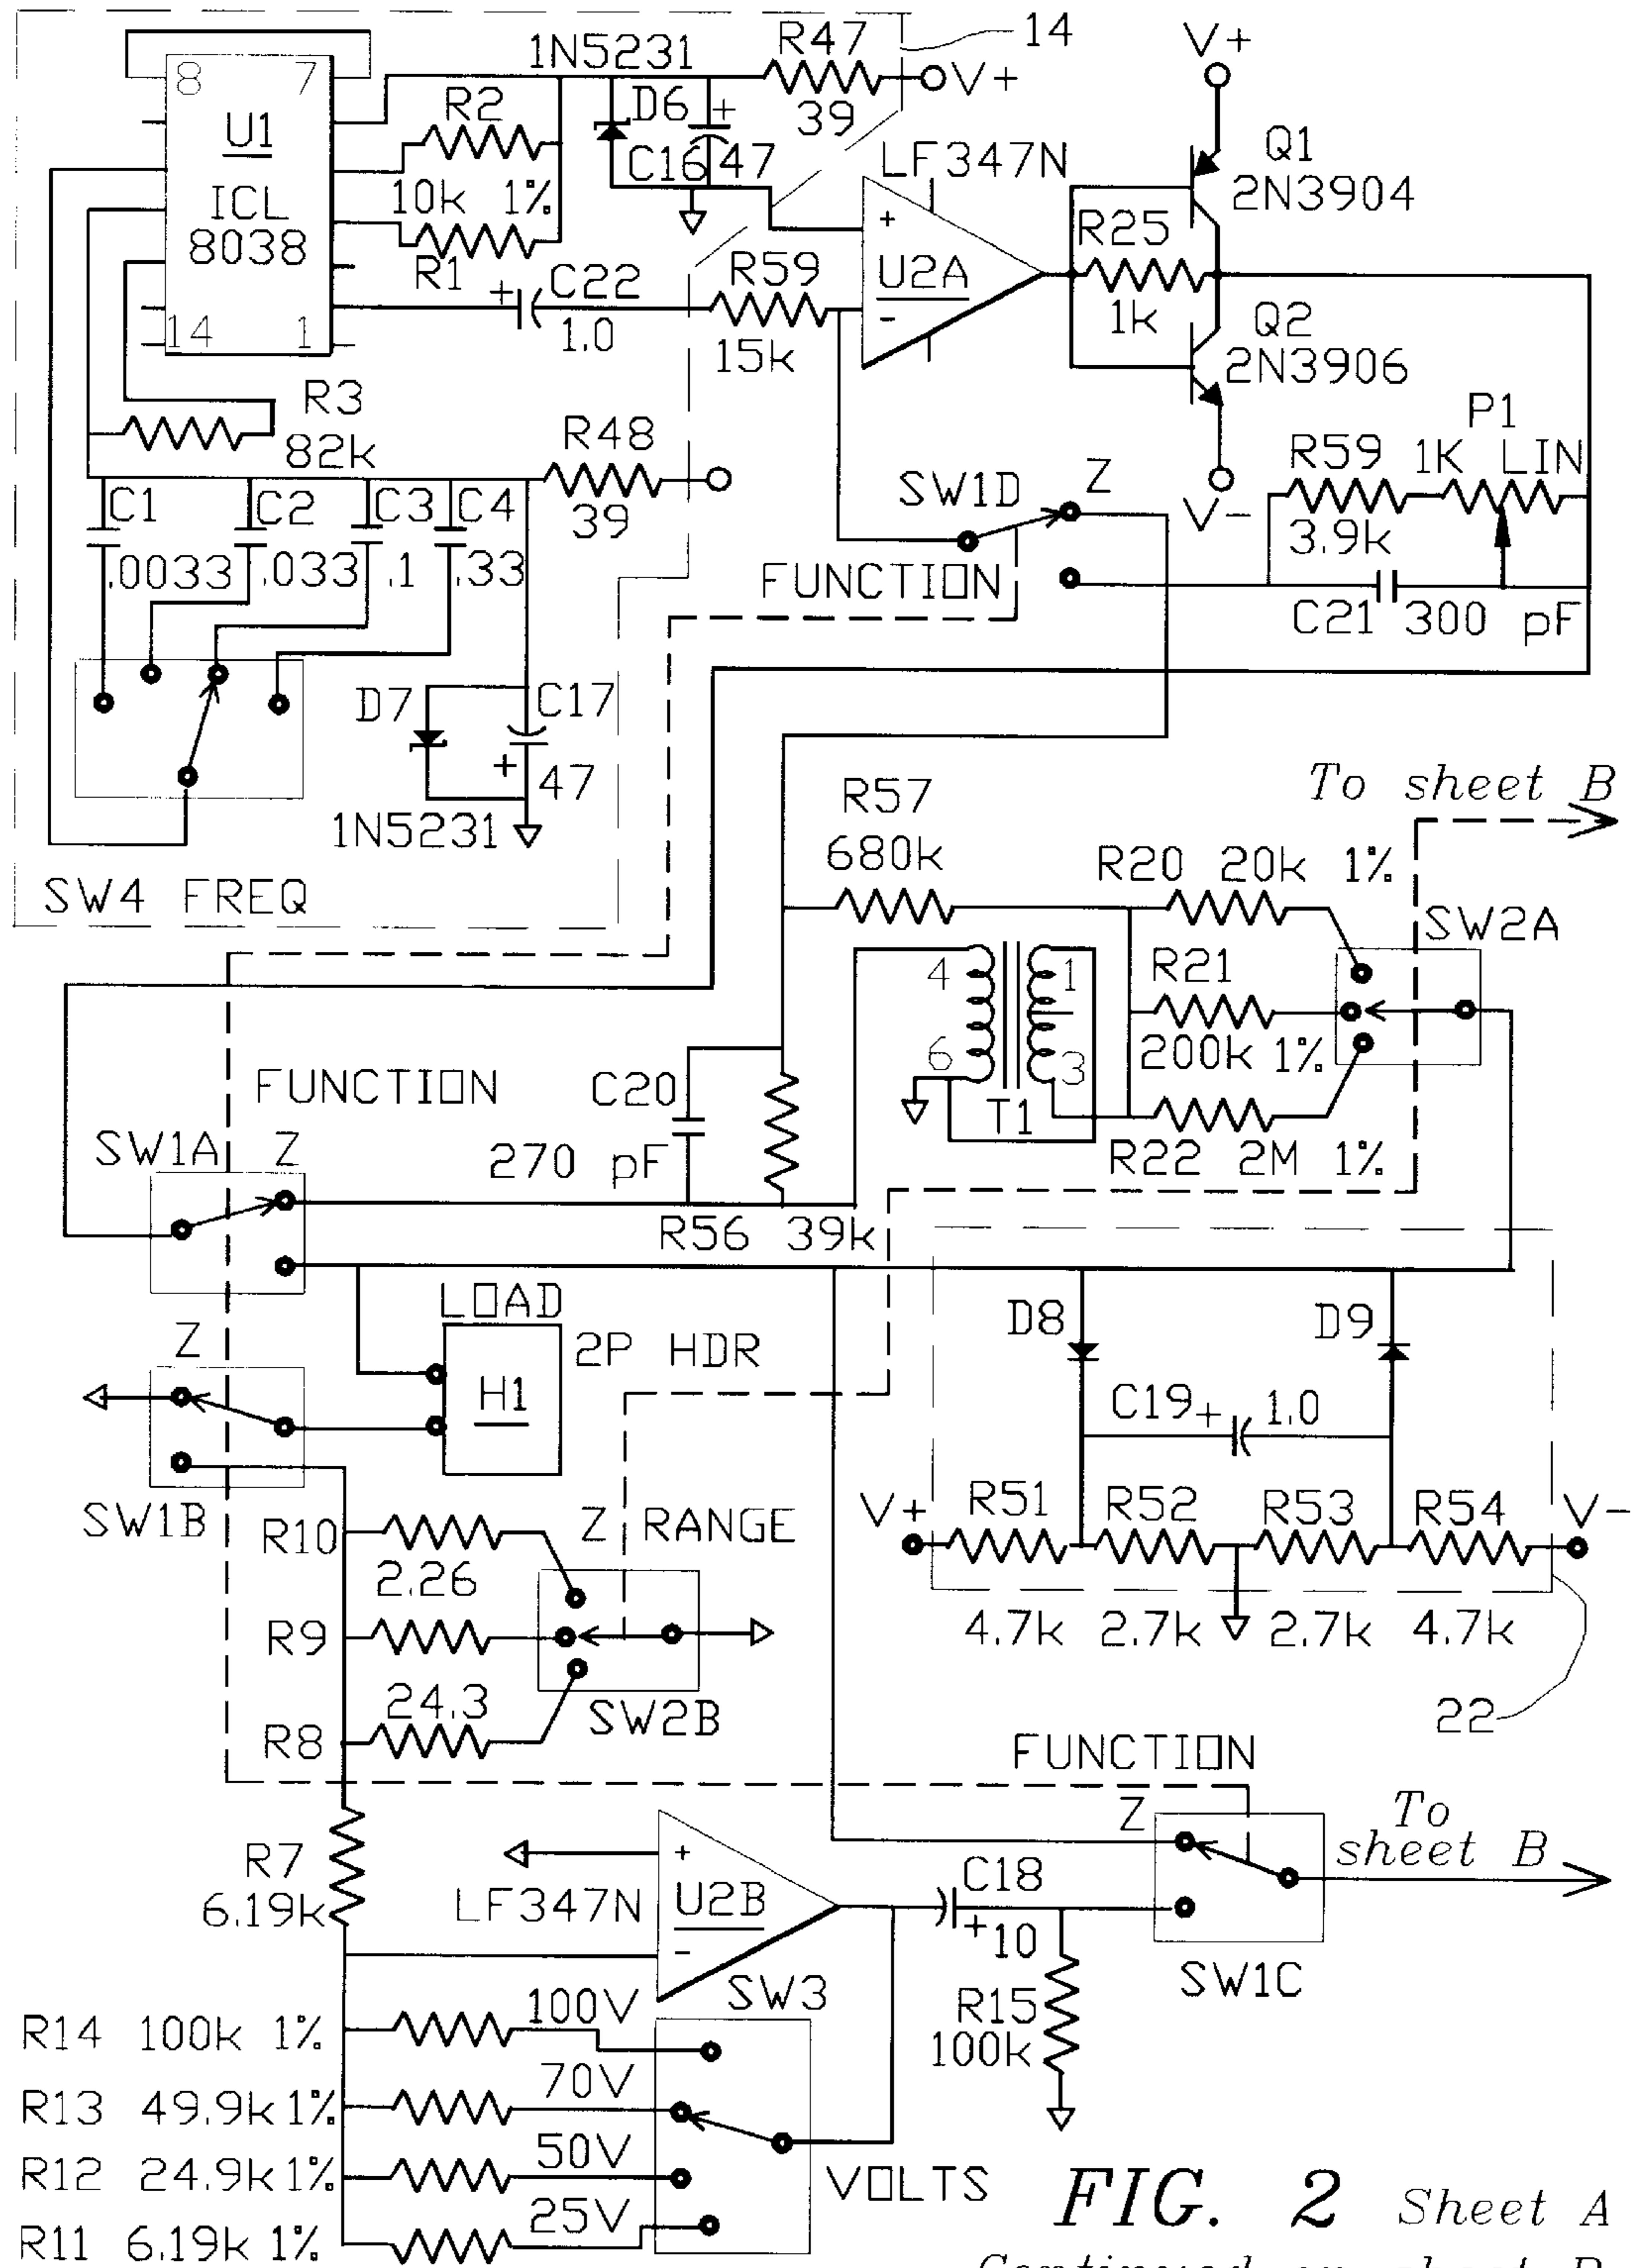 14
V+
1N5231
R47
39
V+
8 7
U1
ICL
8038
14 1
R2
10k 1%
R1
D6
+
C16 47
LF347N
+
U2A
-
Q1
2N3904
R25
1k
Q2
2N3906
V-
+ C22
1.0
R59
15k
R3
82k
R48
39
SW1D
Z
FUNCTION
P1
R59 1K LIN
3.9k
C21 300 pF
C1 C2 C3 C4
.0033 .033 .1 .33
D7
C17
+ 47
1N5231
SW4 FREQ
To sheet B
R57
680k
R20 20k 1%
SW2A
R21
200k 1%
4 1
6 3
T1
R22 2M 1%
FUNCTION
C20
270 pF
R56 39k
SW1A Z
LOAD
2P HDR
H1
Z
SW1B
D8 D9
C19 + 1.0
V+ R51 R52 R53 R54 V-
4.7k 2.7k 2.7k 4.7k
22
R10
2.26
Z RANGE
R9
24.3
SW2B
R8
FUNCTION
Z
To
sheet B
R7
6.19k
+
LF347N U2B
-
C18
+10
SW1C
SW3
R15
100k
R14 100k 1% 100V
R13 49.9k 1% 70V
R12 24.9k 1% 50V
R11 6.19k 1% 25V
VOLTS
FIG. 2 Sheet A
Continued on sheet B